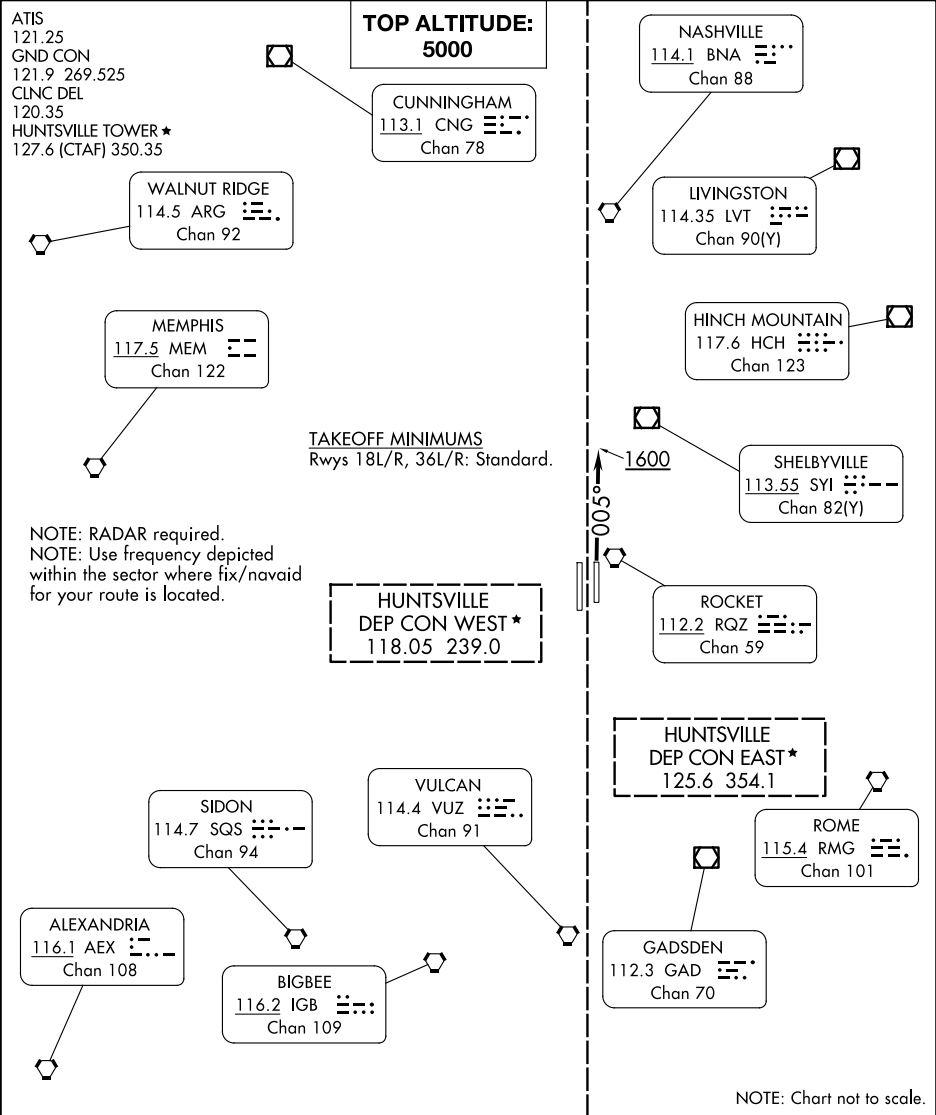 ATIS
121.25
GND CON
121.9 269.525
CLNC DEL
120.35
HUNTSVILLE TOWER ★
127.6 (CTAF) 350.35
TOP ALTITUDE:
5000
CUNNINGHAM
113.1 CNG
Chan 78
NASHVILLE
114.1 BNA
Chan 88
WALNUT RIDGE
114.5 ARG
Chan 92
LIVINGSTON
114.35 LVT
Chan 90(Y)
MEMPHIS
117.5 MEM
Chan 122
HINCH MOUNTAIN
117.6 HCH
Chan 123
TAKEOFF MINIMUMS
Rwys 18L/R, 36L/R: Standard.
1600
005°
SHELBYVILLE
113.55 SYI
Chan 82(Y)
NOTE: RADAR required.
NOTE: Use frequency depicted
within the sector where fix/navaid
for your route is located.
HUNTSVILLE
DEP CON WEST ★
118.05 239.0
ROCKET
112.2 RQZ
Chan 59
HUNTSVILLE
DEP CON EAST ★
125.6 354.1
SIDON
114.7 SQS
Chan 94
VULCAN
114.4 VUZ
Chan 91
ROME
115.4 RMG
Chan 101
ALEXANDRIA
116.1 AEX
Chan 108
BIGBEE
116.2 IGB
Chan 109
GADSDEN
112.3 GAD
Chan 70
NOTE: Chart not to scale.